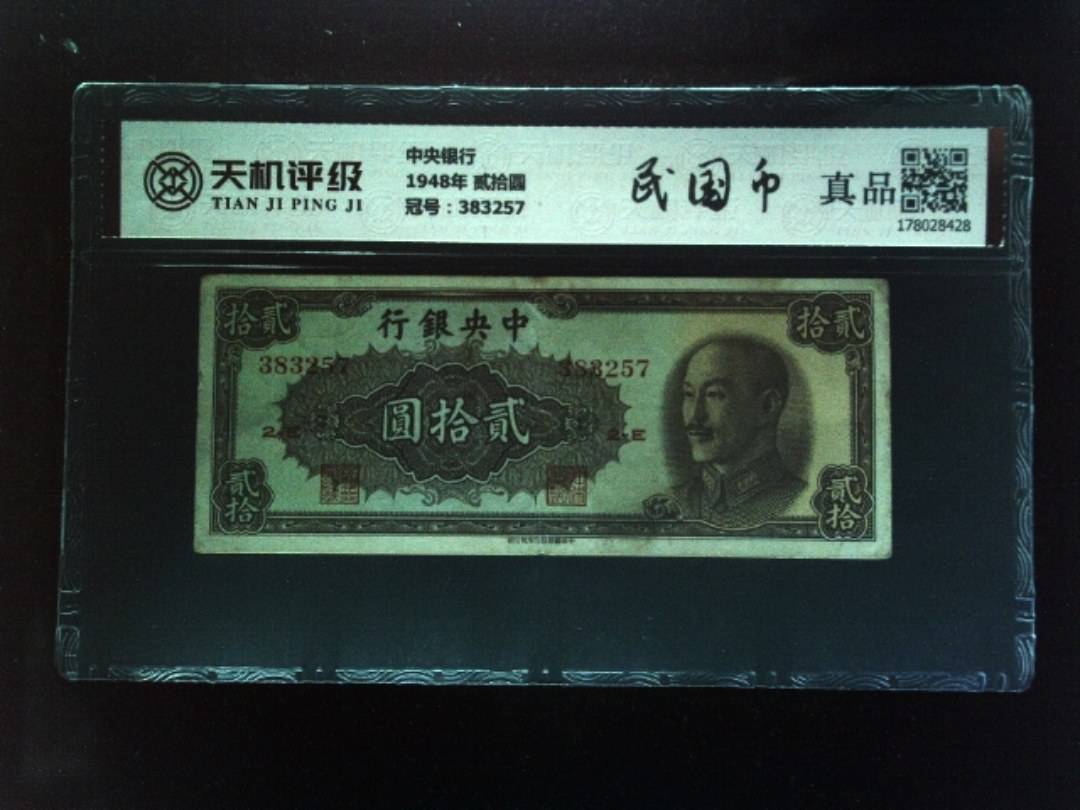 天机评级
TIAN JI PING JI
中央银行
1948年 贰拾圆
冠号：383257
民国币
真品
178028428
拾貳
行銀央中
拾貳
383257
383257
圓拾貳
2-E
2-E
貳拾
貳拾